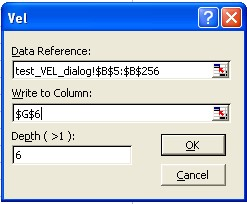 Vel
Data Reference:
test_VEL_dialog!$B$5:$B$256
Write to Column:
$G$6
Depth ( >1 ):
6
OK
Cancel